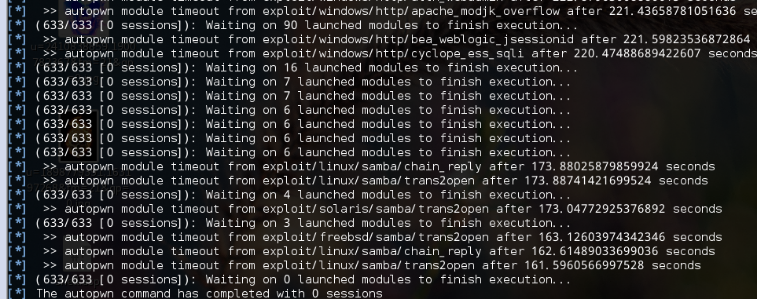 [*]  >> autopwn module timeout from exploit/windows/http/apache_modjk_overflow after 221.43658781051636 se
[*] (633/633 [0 sessions]): Waiting on 90 launched modules to finish execution...
[*]  >> autopwn module timeout from exploit/windows/http/bea_weblogic_jsessionid after 221.59823536872864
[*]  >> autopwn module timeout from exploit/windows/http/cyclope_ess_sqli after 220.47488689422607 seconds
[*] (633/633 [0 sessions]): Waiting on 16 launched modules to finish execution...
[*] (633/633 [0 sessions]): Waiting on 7 launched modules to finish execution...
[*] (633/633 [0 sessions]): Waiting on 7 launched modules to finish execution...
[*] (633/633 [0 sessions]): Waiting on 6 launched modules to finish execution...
[*] (633/633 [0 sessions]): Waiting on 6 launched modules to finish execution...
[*] (633/633 [0 sessions]): Waiting on 6 launched modules to finish execution...
[*] (633/633 [0 sessions]): Waiting on 6 launched modules to finish execution...
[*]  >> autopwn module timeout from exploit/linux/samba/chain_reply after 173.88025879859924 seconds
[*]  >> autopwn module timeout from exploit/linux/samba/trans2open after 173.88741421699524 seconds
[*] (633/633 [0 sessions]): Waiting on 4 launched modules to finish execution...
[*]  >> autopwn module timeout from exploit/solaris/samba/trans2open after 173.04772925376892 seconds
[*] (633/633 [0 sessions]): Waiting on 3 launched modules to finish execution...
[*]  >> autopwn module timeout from exploit/freebsd/samba/trans2open after 163.12603974342346 seconds
[*]  >> autopwn module timeout from exploit/linux/samba/chain_reply after 162.61489033699036 seconds
[*]  >> autopwn module timeout from exploit/linux/samba/trans2open after 161.5960566997528 seconds
[*] (633/633 [0 sessions]): Waiting on 0 launched modules to finish execution...
[*] The autopwn command has completed with 0 sessions